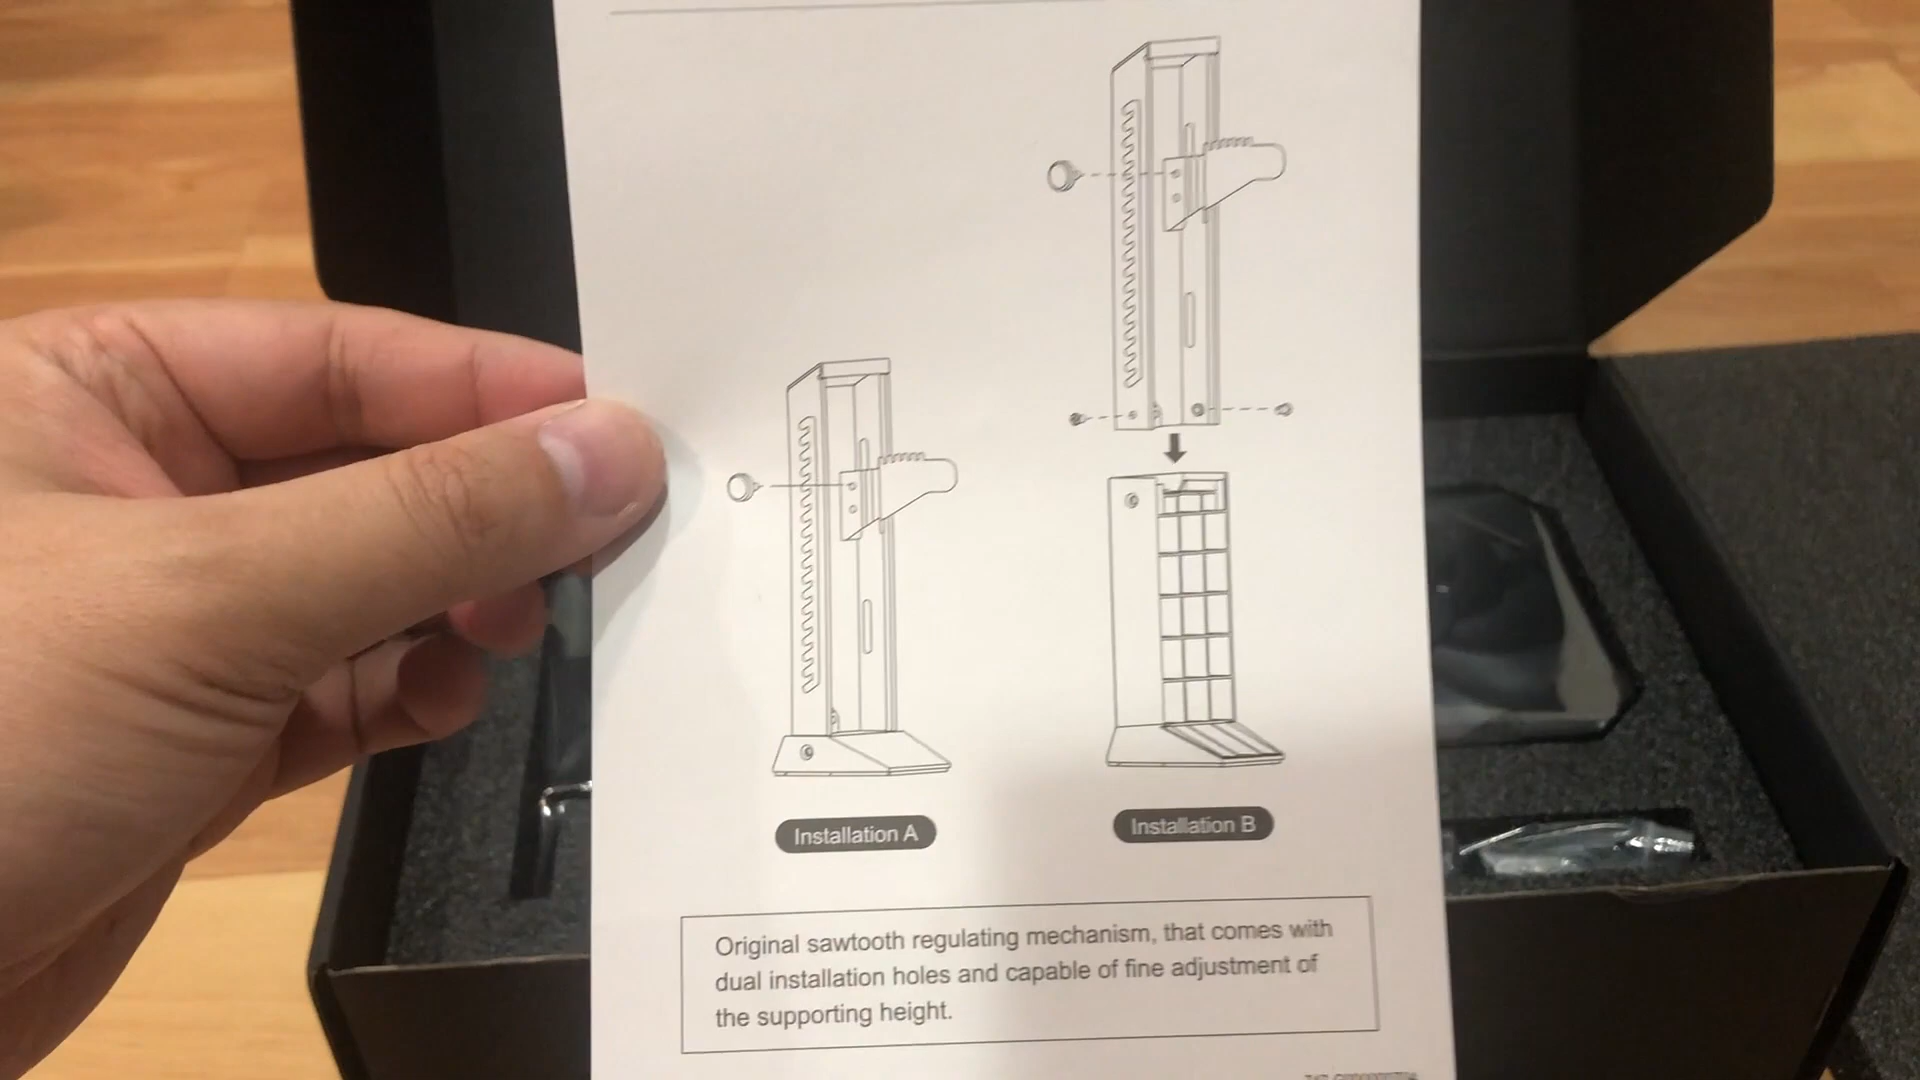 Installation A
Installation B
Original sawtooth regulating mechanism, that comes with
dual installation holes and capable of fine adjustment of
the supporting height.